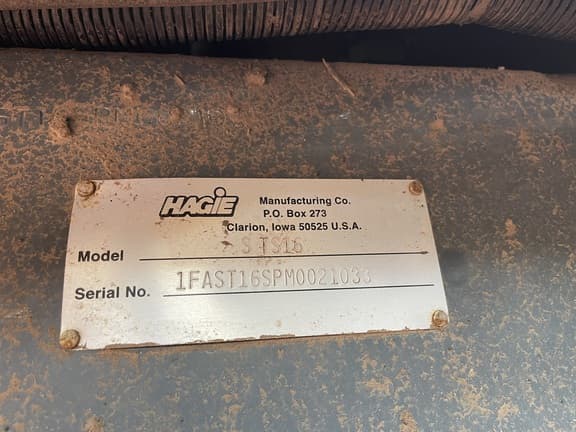 HAGIE
Manufacturing Co.
P.O. Box 273
Clarion, Iowa 50525 U.S.A.
Model STS16
Serial No. 1FAST16SPM0021033